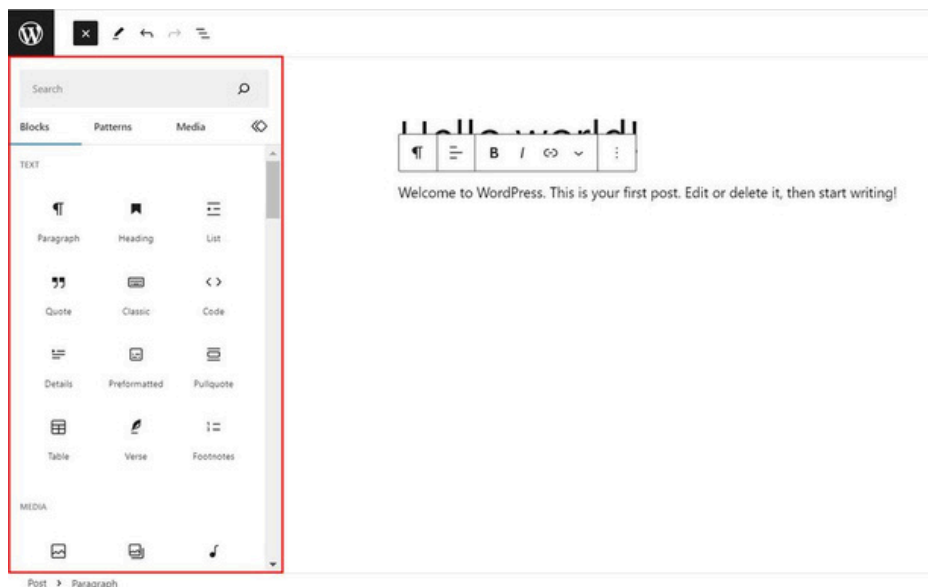 Search
Blocks Patterns Media
TEXT
Paragraph Heading List
Quote Classic Code
Details Preformatted Pullquote
Table Verse Footnotes
MEDIA
Hello world!
B I
Welcome to WordPress. This is your first post. Edit or delete it, then start writing!
Post > Paragraph